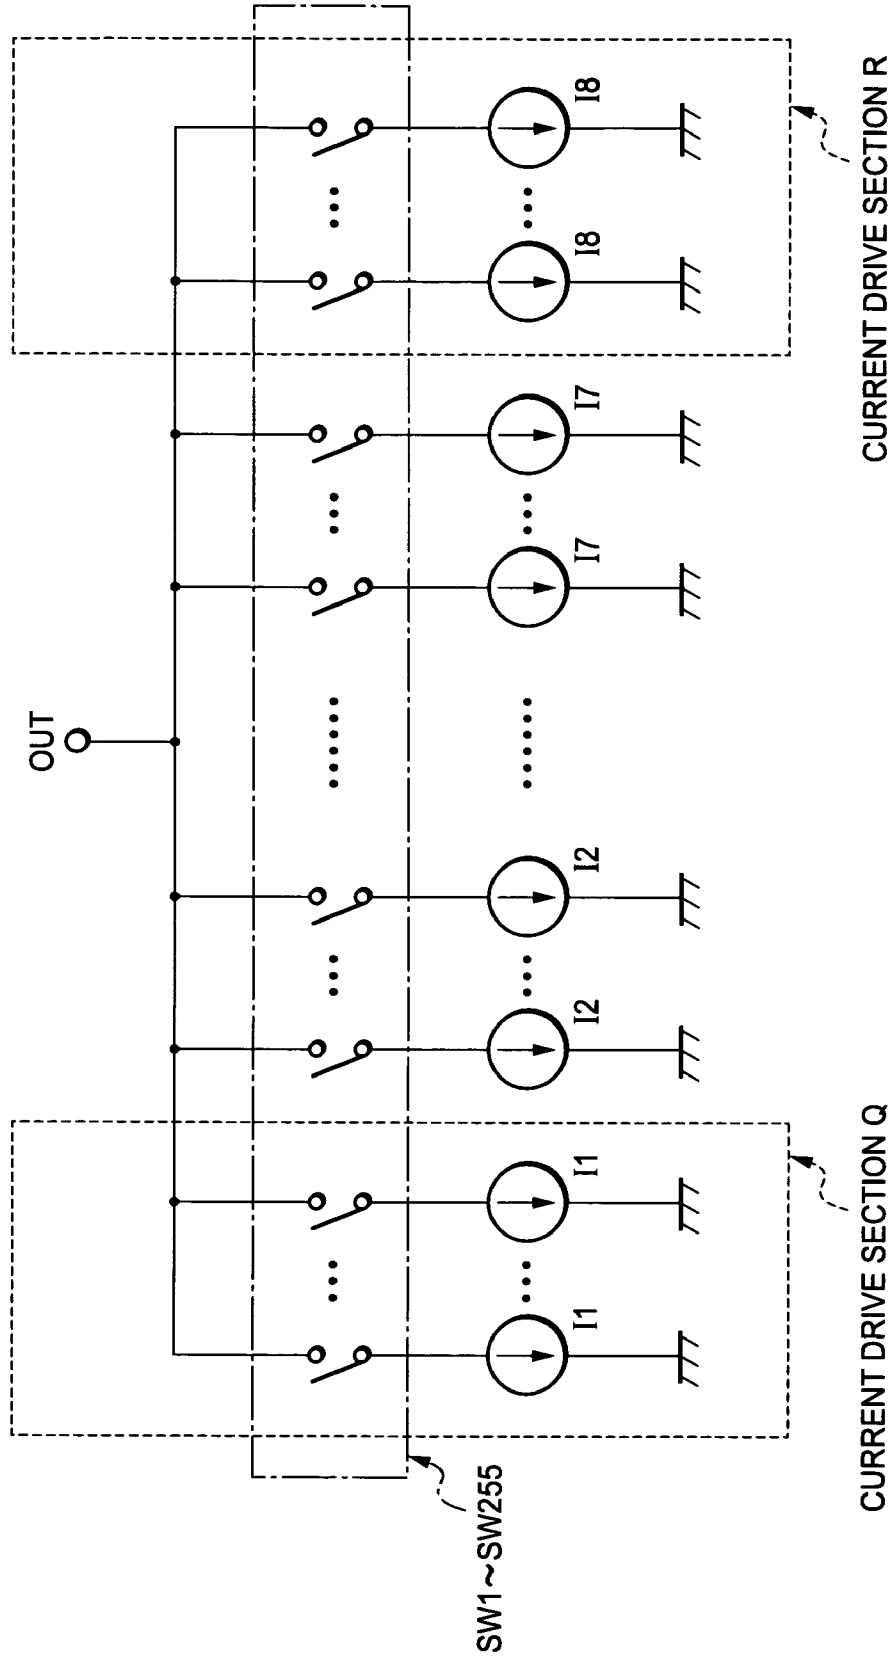 OUT
SW1~SW255
I1
I1
I2
I2
I7
I7
I8
I8
CURRENT DRIVE SECTION Q
CURRENT DRIVE SECTION R